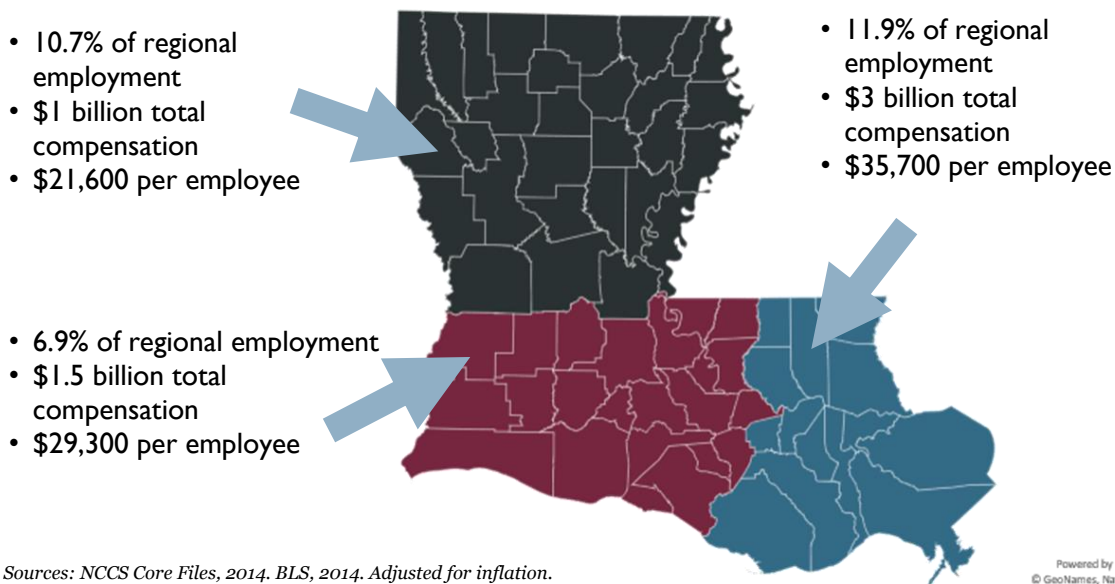 • 10.7% of regional
employment
• $1 billion total
compensation
• $21,600 per employee
• 11.9% of regional
employment
• $3 billion total
compensation
• $35,700 per employee
• 6.9% of regional employment
• $1.5 billion total
compensation
• $29,300 per employee
Sources: NCCS Core Files, 2014. BLS, 2014. Adjusted for inflation.
Powered by
© GeoNames, Na